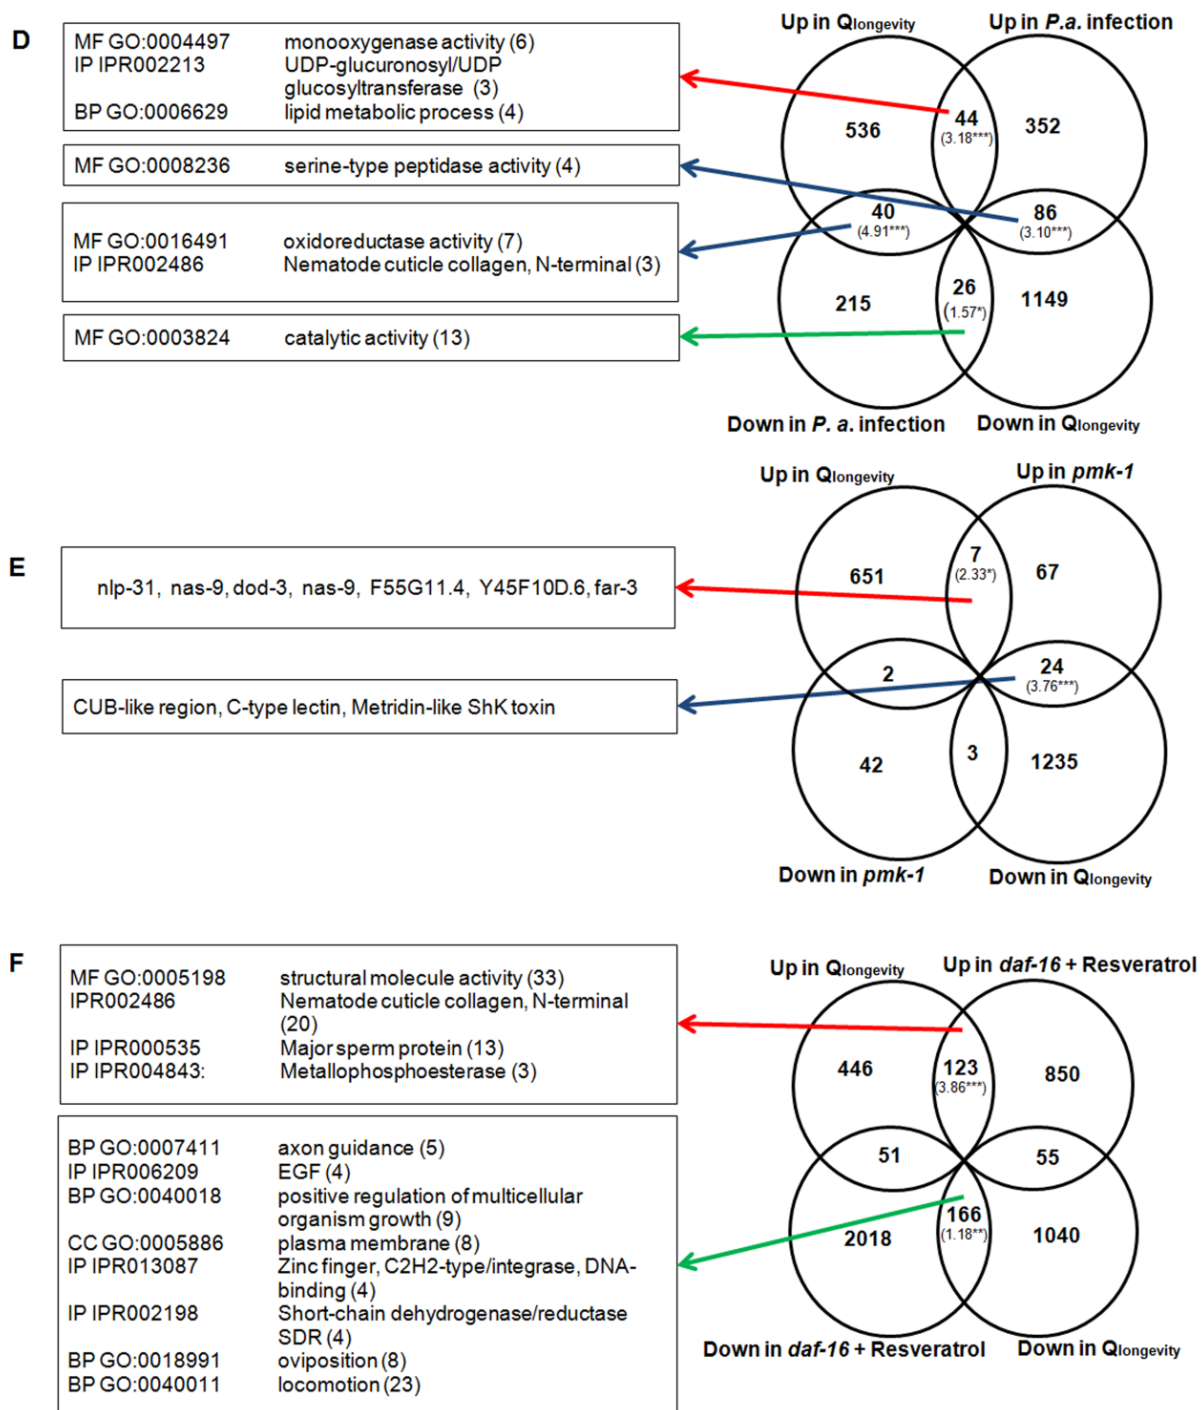 D
MF GO:0004497 monooxygenase activity (6)
IP IPR002213 UDP-glucuronosyl/UDP
glucosyltransferase (3)
BP GO:0006629 lipid metabolic process (4)
MF GO:0008236 serine-type peptidase activity (4)
MF GO:0016491 oxidoreductase activity (7)
IP IPR002486 Nematode cuticle collagen, N-terminal (3)
MF GO:0003824 catalytic activity (13)
Up in Qlongevity
Up in P.a. infection
536
44
(3.18***)
352
40
(4.91***)
86
(3.10***)
215
26
(1.57*)
1149
Down in P. a. infection
Down in Qlongevity
E
nlp-31, nas-9, dod-3, nas-9, F55G11.4, Y45F10D.6, far-3
CUB-like region, C-type lectin, Metridin-like ShK toxin
Up in Qlongevity
Up in pmk-1
651
7
(2.33*)
67
2
24
(3.76***)
42
3
1235
Down in pmk-1
Down in Qlongevity
F
MF GO:0005198 structural molecule activity (33)
IPR002486 Nematode cuticle collagen, N-terminal
(20)
IP IPR000535 Major sperm protein (13)
IP IPR004843: Metallophosphoesterase (3)
BP GO:0007411 axon guidance (5)
IP IPR006209 EGF (4)
BP GO:0040018 positive regulation of multicellular
organism growth (9)
CC GO:0005886 plasma membrane (8)
IP IPR013087 Zinc finger, C2H2-type/integrase, DNA-
binding (4)
IP IPR002198 Short-chain dehydrogenase/reductase
SDR (4)
BP GO:0018991 oviposition (8)
BP GO:0040011 locomotion (23)
Up in Qlongevity
Up in daf-16 + Resveratrol
446
123
(3.86***)
850
51
55
2018
166
(1.18**)
1040
Down in daf-16 + Resveratrol
Down in Qlongevity